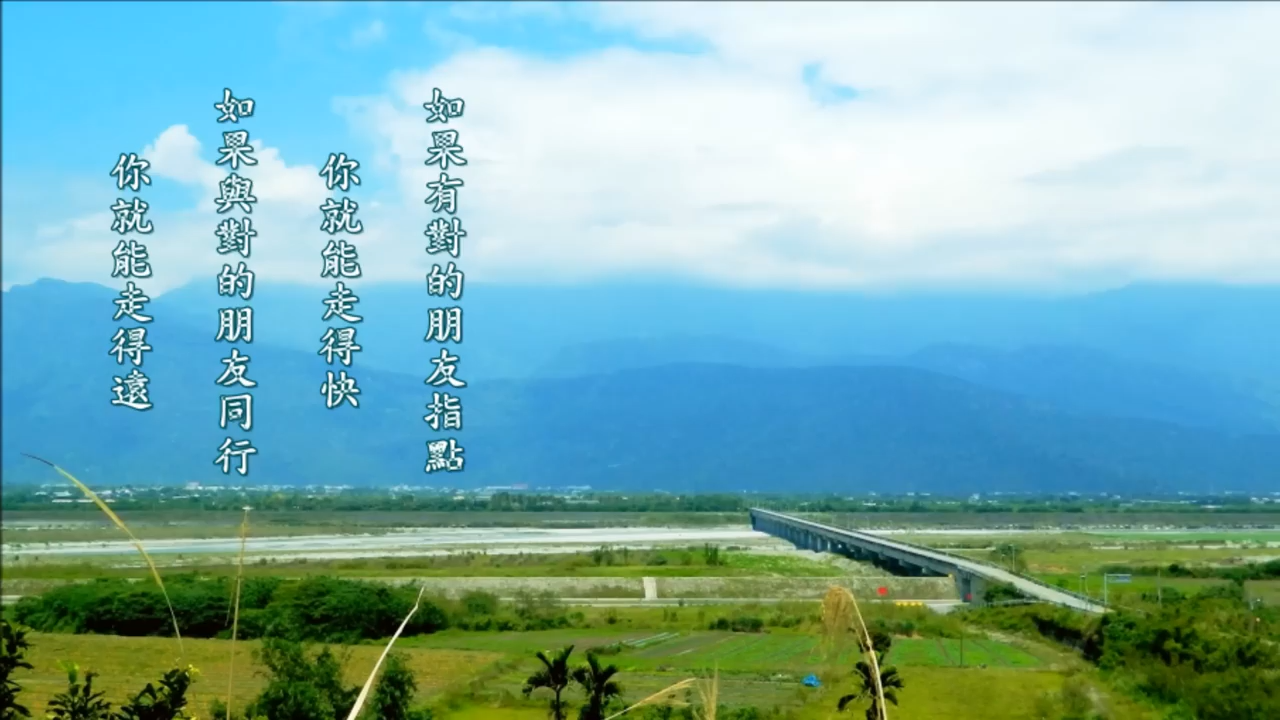 如果有對的朋友指點
你就能走得快
如果與對的朋友同行
你就能走得遠